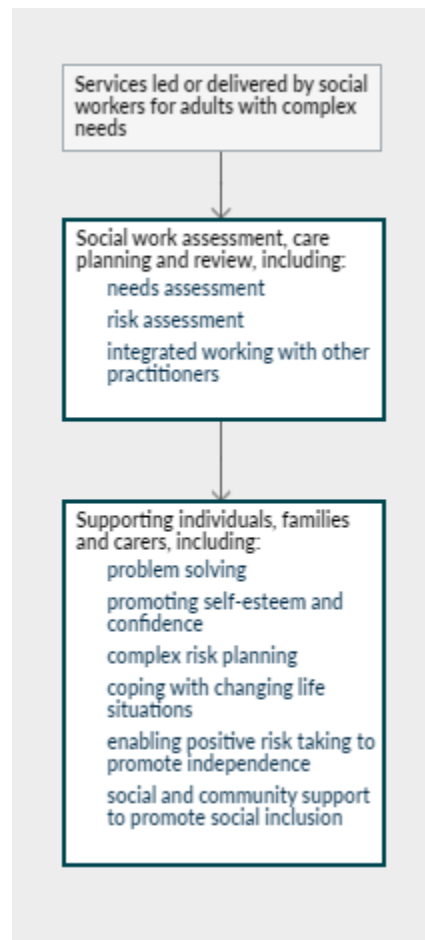 Services led or delivered by social
workers for adults with complex
needs
Social work assessment, care
planning and review, including:
needs assessment
risk assessment
integrated working with other
practitioners
Supporting individuals, families
and carers, including:
problem solving
promoting self-esteem and
confidence
complex risk planning
coping with changing life
situations
enabling positive risk taking to
promote independence
social and community support
to promote social inclusion